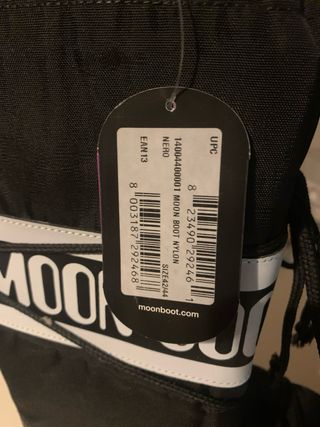 UPC
8 23490 29246 1
14004400001 MOON BOOT NYLON
NERO
SIZE42/44
EAN13
8 003187 292468
moonboot.com
MOON BOO